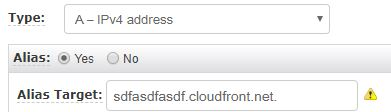 Type: A – IPv4 address
Alias: Yes No
Alias Target: sdfasdfasdf.cloudfront.net.